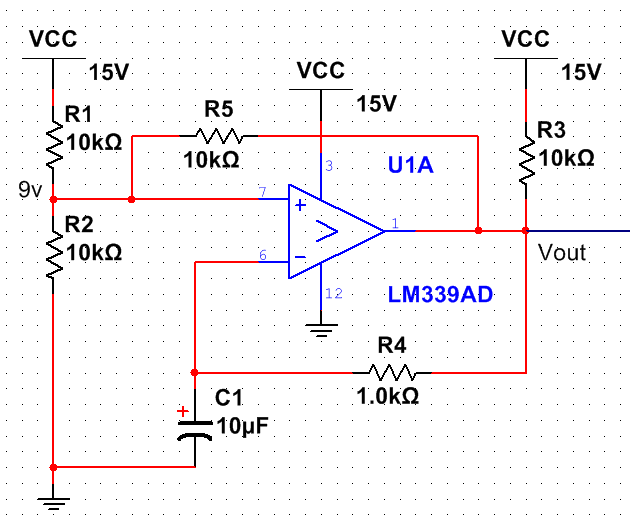 VCC
15V
R1
10kΩ
9v
R2
10kΩ
R5
10kΩ
VCC
15V
3
U1A
7
+
1
6
−
12
LM339AD
VCC
15V
R3
10kΩ
Vout
R4
1.0kΩ
+
C1
10µF